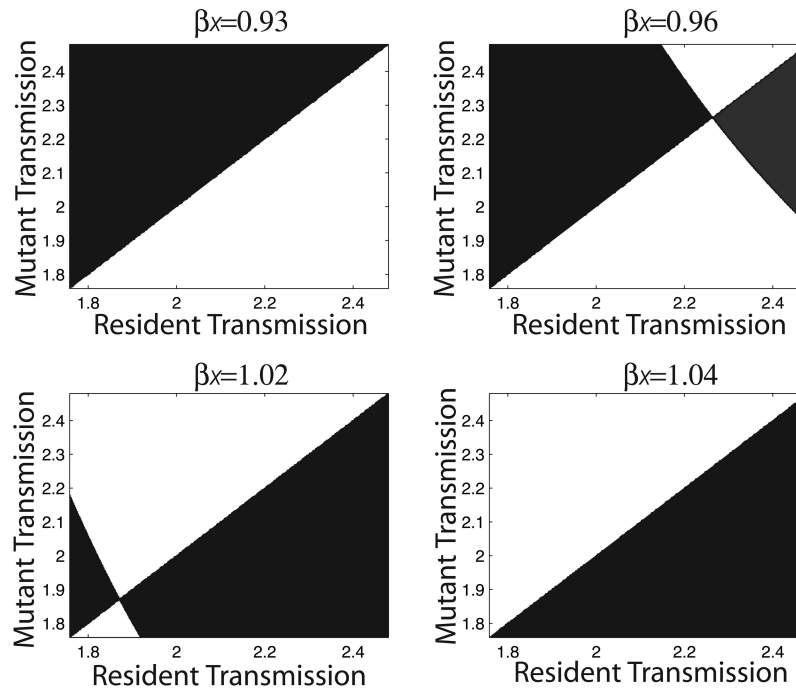 βx=0.93
2.4
2.3
2.2
2.1
2
1.9
1.8
Mutant Transmission
1.8 2 2.2 2.4
Resident Transmission
βx=0.96
2.4
2.3
2.2
2.1
2
1.9
1.8
Mutant Transmission
1.8 2 2.2 2.4
Resident Transmission
βx=1.02
2.4
2.3
2.2
2.1
2
1.9
1.8
Mutant Transmission
1.8 2 2.2 2.4
Resident Transmission
βx=1.04
2.4
2.3
2.2
2.1
2
1.9
1.8
Mutant Transmission
1.8 2 2.2 2.4
Resident Transmission